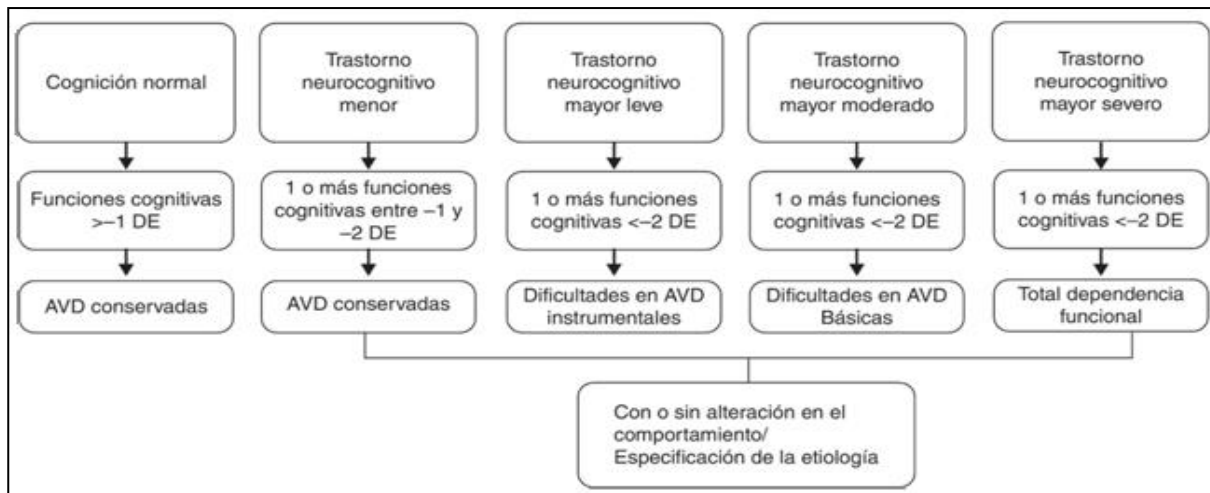 Cognición normal
Trastorno
neurocognitivo
menor
Trastorno
neurocognitivo
mayor leve
Trastorno
neurocognitivo
mayor moderado
Trastorno
neurocognitivo
mayor severo
Funciones cognitivas
>–1 DE
1 o más funciones
cognitivas entre –1 y
–2 DE
1 o más funciones
cognitivas <–2 DE
1 o más funciones
cognitivas <–2 DE
1 o más funciones
cognitivas <–2 DE
AVD conservadas
AVD conservadas
Dificultades en AVD
instrumentales
Dificultades en AVD
Básicas
Total dependencia
funcional
Con o sin alteración en el
comportamiento/
Especificación de la etiología